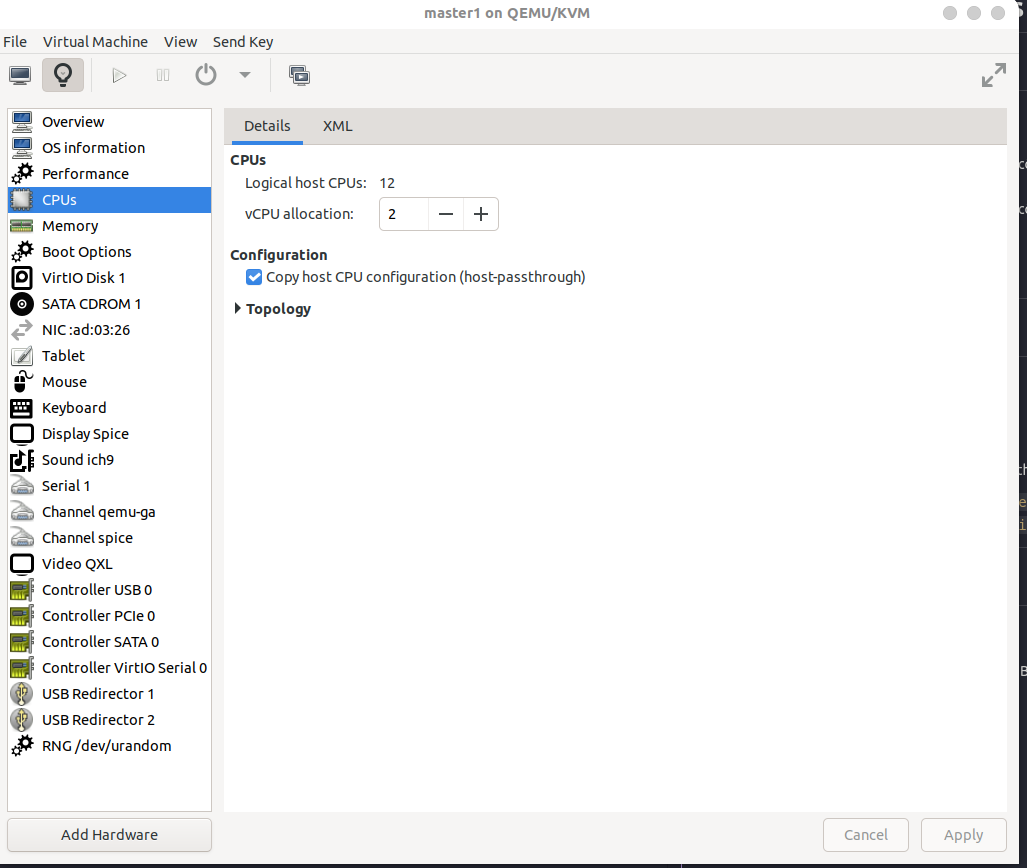 master1 on QEMU/KVM
File Virtual Machine View Send Key
Overview
OS information
Performance
CPUs
Memory
Boot Options
VirtIO Disk 1
SATA CDROM 1
NIC :ad:03:26
Tablet
Mouse
Keyboard
Display Spice
Sound ich9
Serial 1
Channel qemu-ga
Channel spice
Video QXL
Controller USB 0
Controller PCIe 0
Controller SATA 0
Controller VirtIO Serial 0
USB Redirector 1
USB Redirector 2
RNG /dev/urandom
Add Hardware
Details XML
CPUs
Logical host CPUs: 12
vCPU allocation: 2
Configuration
Copy host CPU configuration (host-passthrough)
Topology
Cancel Apply